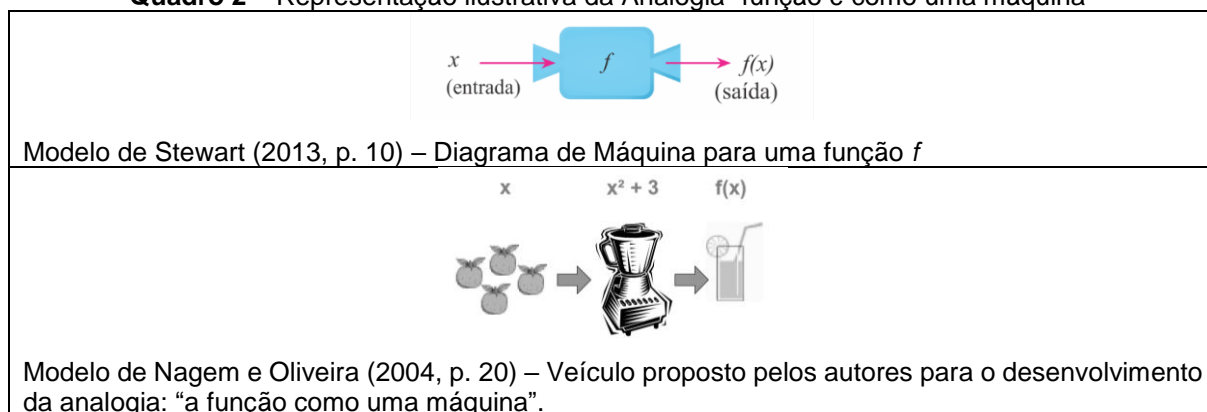 Quadro 2 – Representação ilustrativa da Analogia "função é como uma máquina"
x
(entrada)
f
f(x)
(saída)
Modelo de Stewart (2013, p. 10) – Diagrama de Máquina para uma função f
x x² + 3 f(x)
Modelo de Nagem e Oliveira (2004, p. 20) – Veículo proposto pelos autores para o desenvolvimento
da analogia: “a função como uma máquina”.